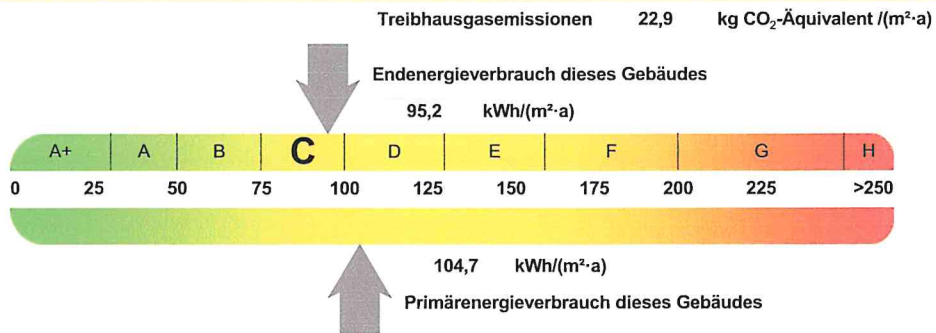 Treibhausgasemissionen 22,9 kg CO₂-Äquivalent /(m²·a)
Endenergieverbrauch dieses Gebäudes
95,2 kWh/(m²·a)
A+ A B C D E F G H
0 25 50 75 100 125 150 175 200 225 >250
104,7 kWh/(m²·a)
Primärenergieverbrauch dieses Gebäudes